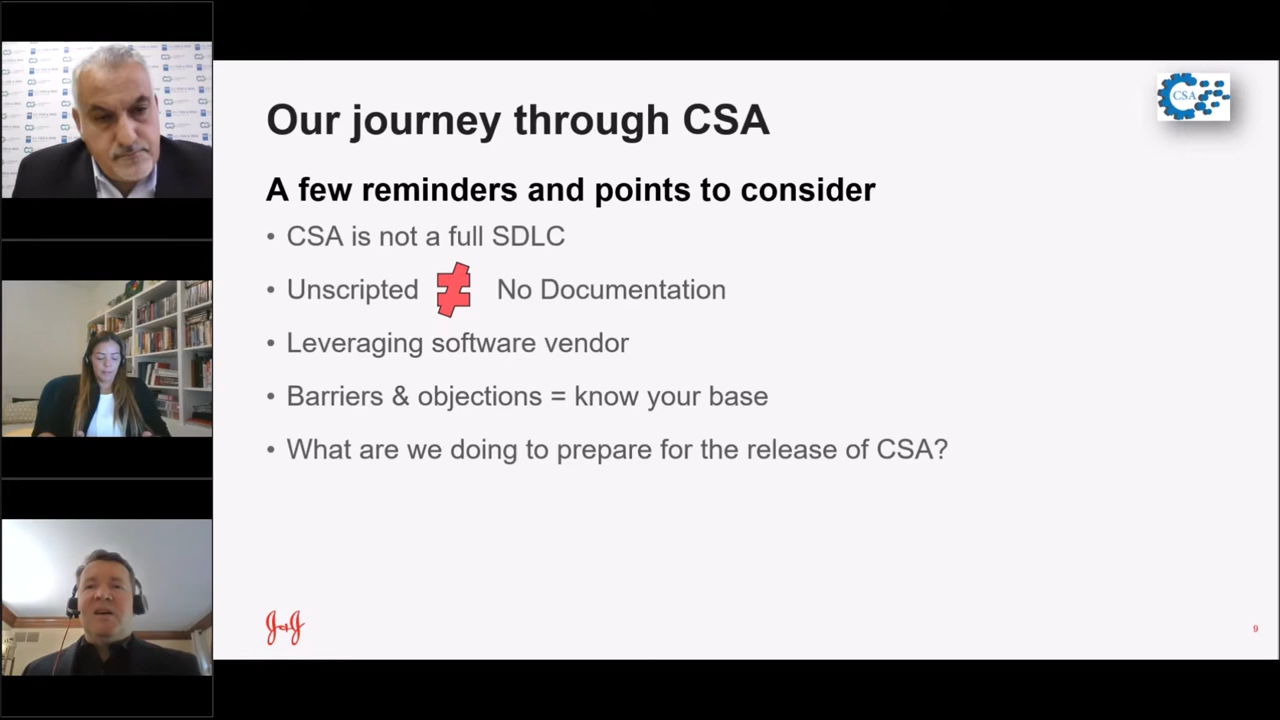 Our journey through CSA
CSA
A few reminders and points to consider
• CSA is not a full SDLC
• Unscripted ≠ No Documentation
• Leveraging software vendor
• Barriers & objections = know your base
• What are we doing to prepare for the release of CSA?
J&J
9